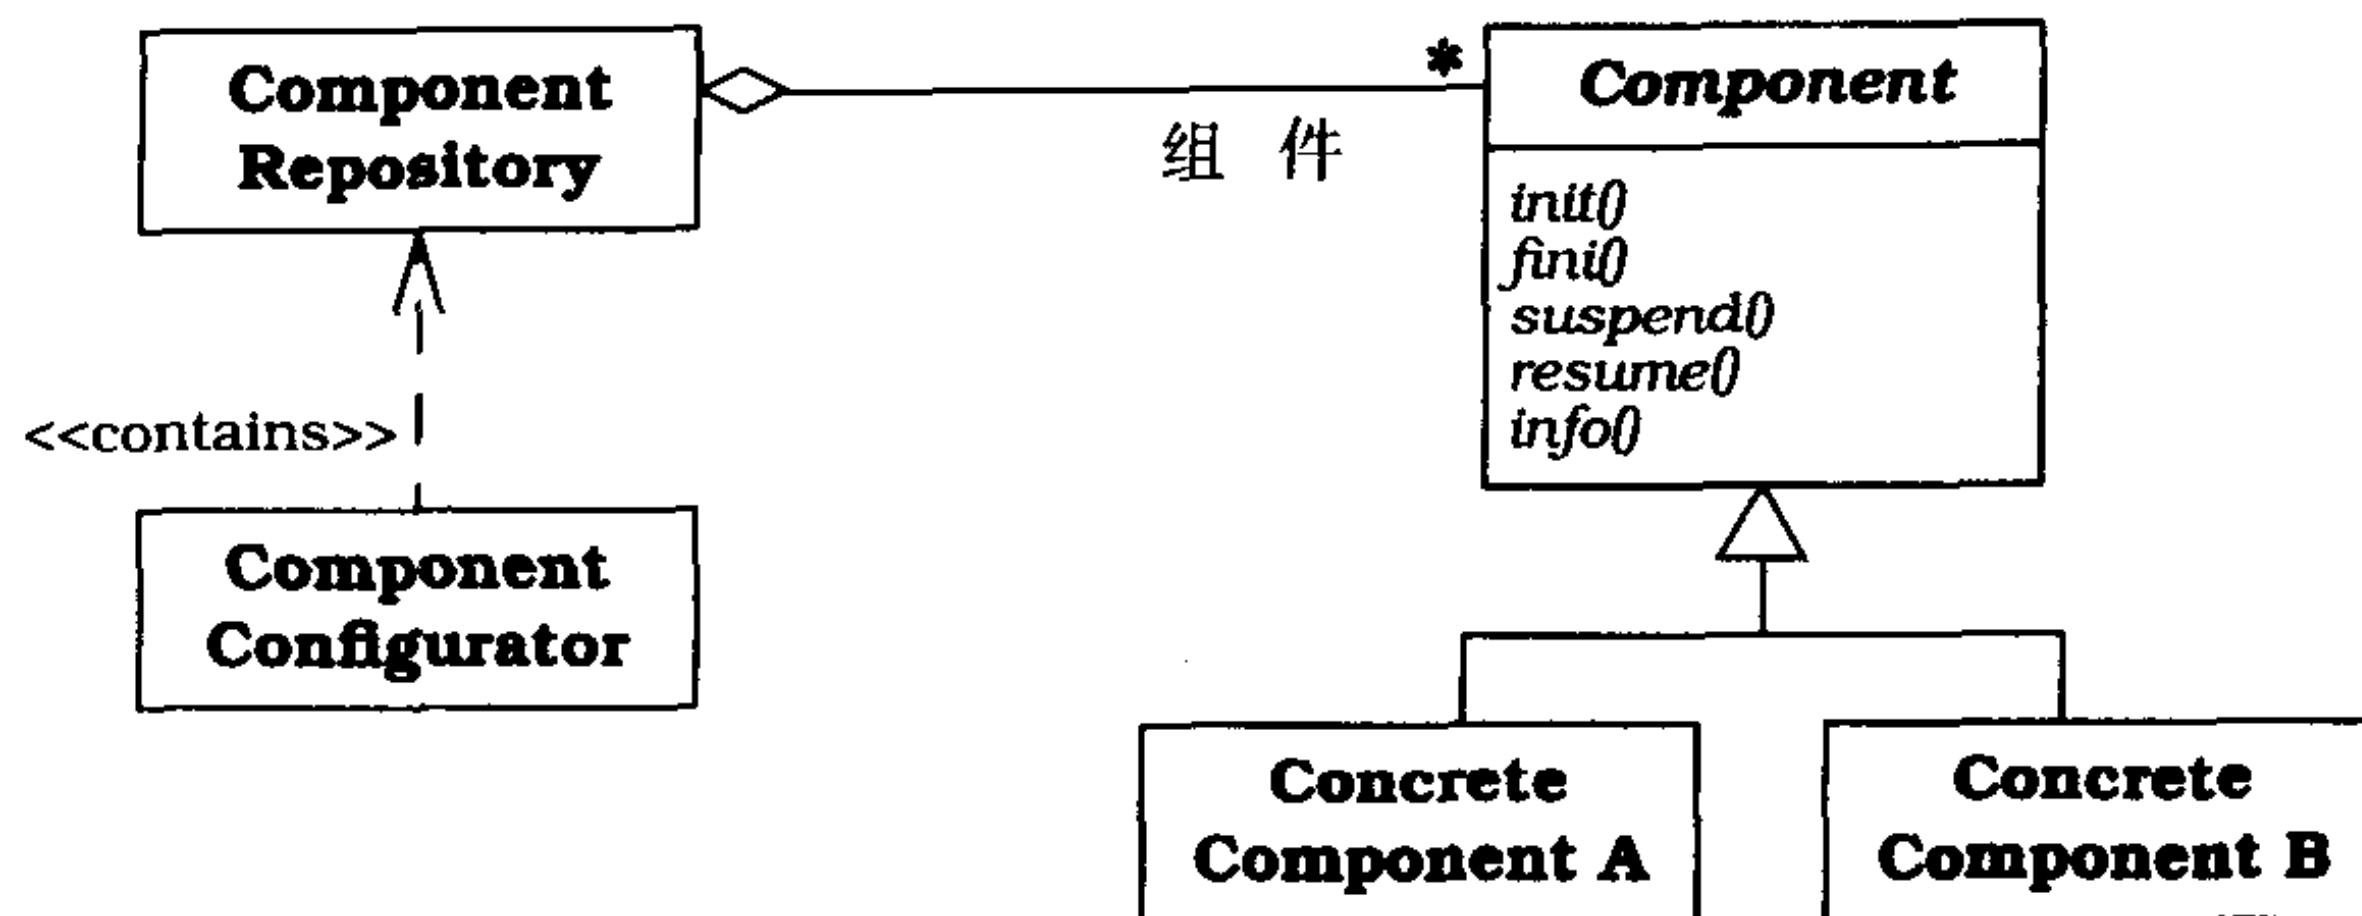 Component
Repository
*
组 件
Component
init()
fini()
suspend()
resume()
info()
<<contains>>
Component
Configurator
Concrete
Component A
Concrete
Component B